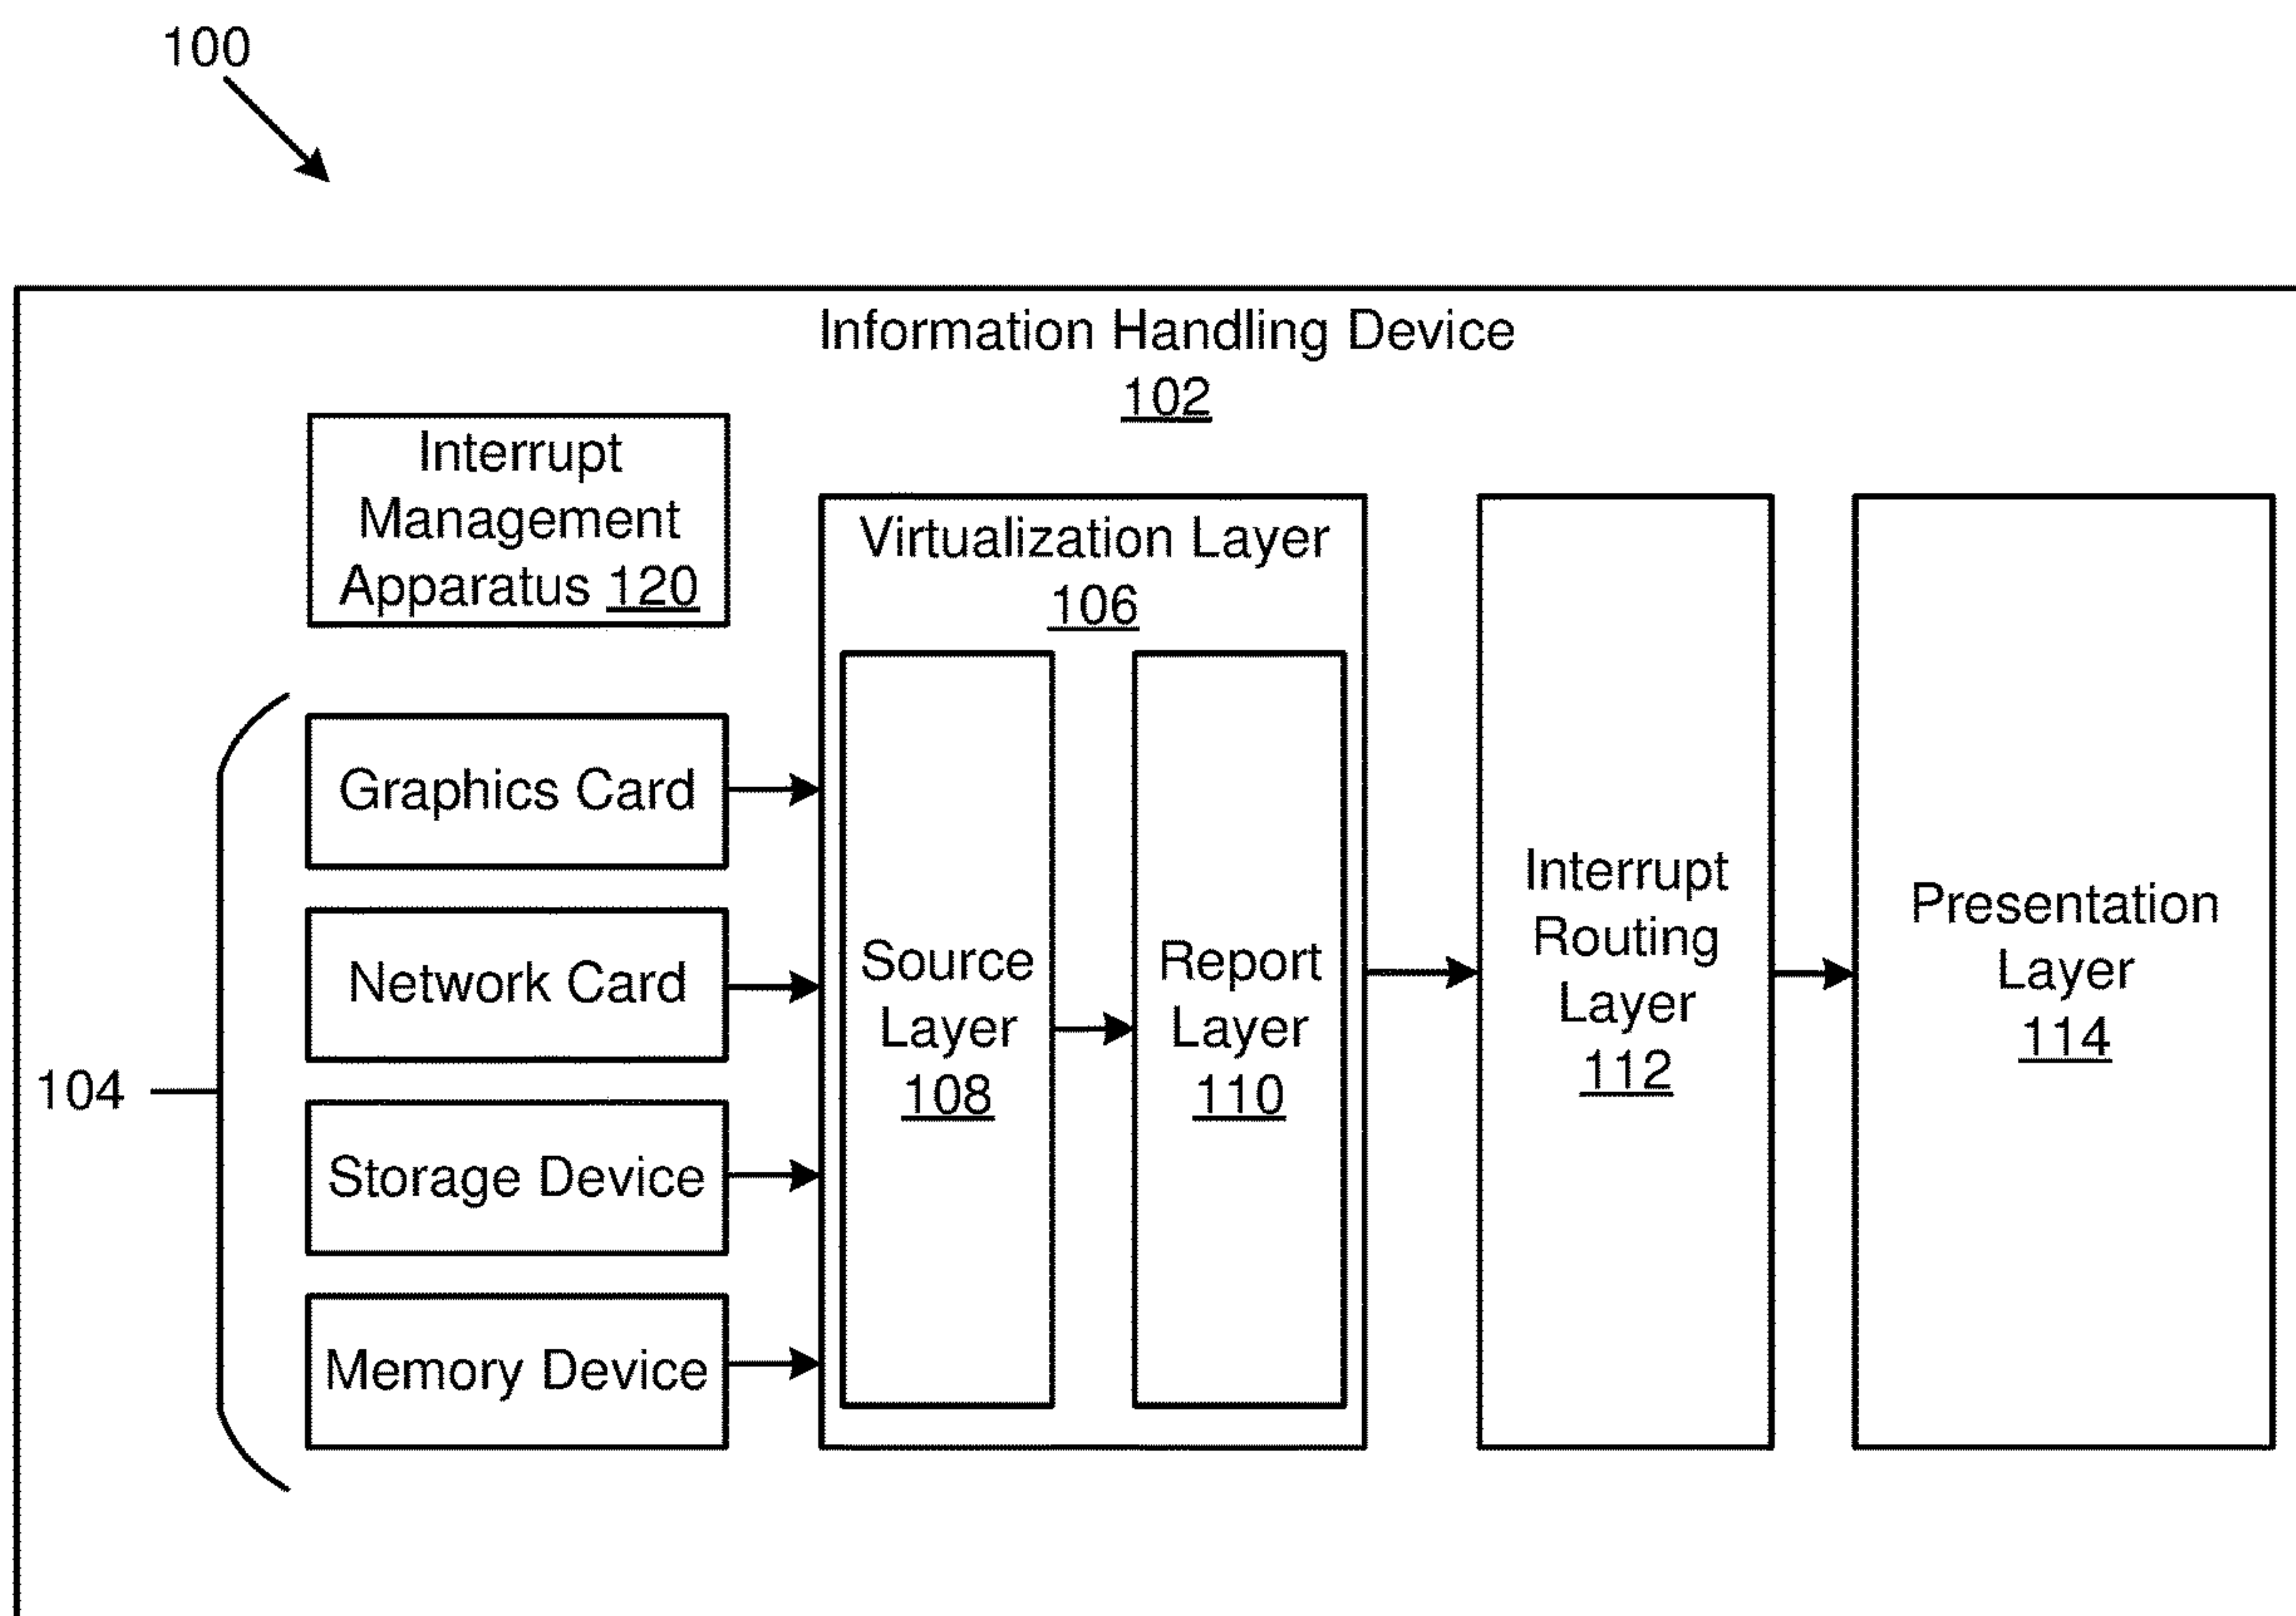 100
Information Handling Device
102
Interrupt
Management
Apparatus 120
Virtualization Layer
106
104
Graphics Card
Network Card
Storage Device
Memory Device
Source
Layer
108
Report
Layer
110
Interrupt
Routing
Layer
112
Presentation
Layer
114